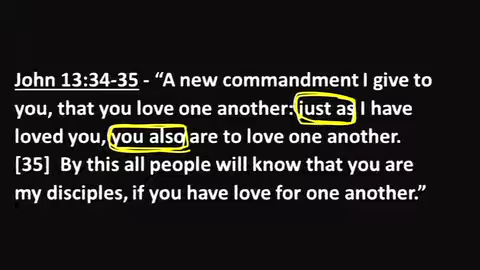 John 13:34-35 - “A new commandment I give to
you, that you love one another: just as I have
loved you, you also are to love one another.
[35]  By this all people will know that you are
my disciples, if you have love for one another.”